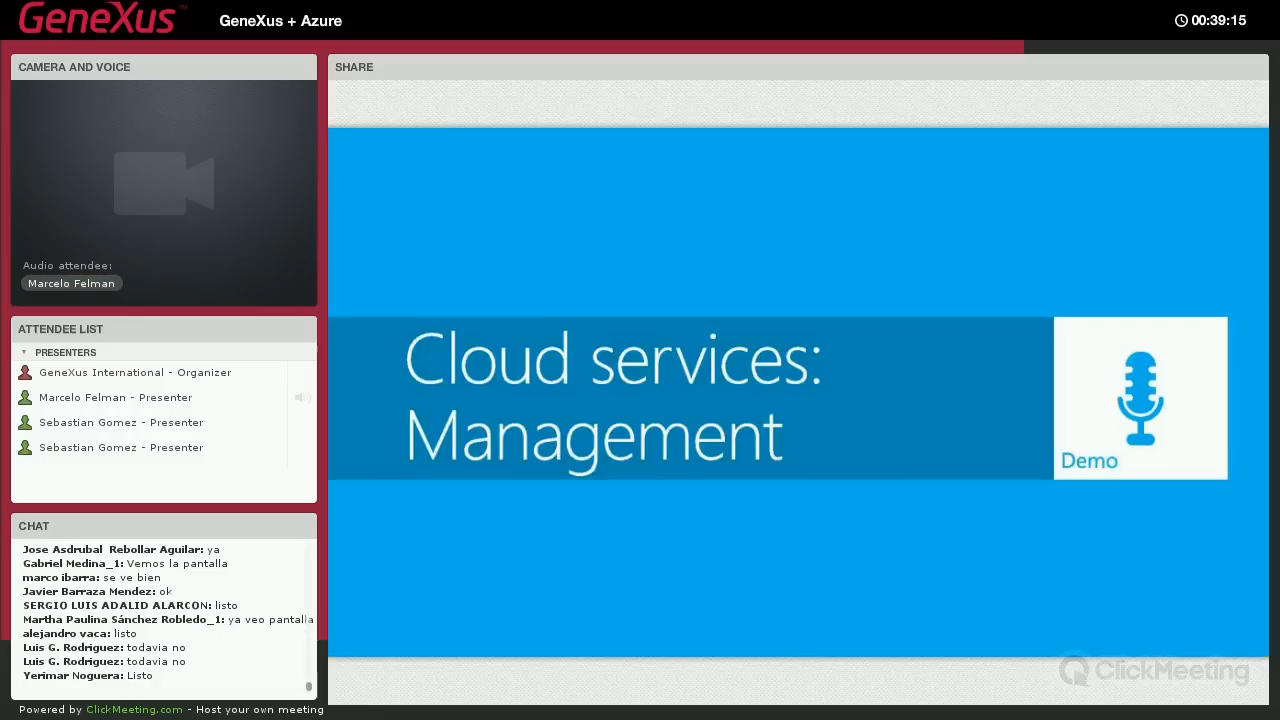 GeneXus™
GeneXus + Azure
00:39:15
CAMERA AND VOICE
Audio attendee:
Marcelo Felman
ATTENDEE LIST
PRESENTERS
GeneXus International - Organizer
Marcelo Felman - Presenter
Sebastian Gomez - Presenter
Sebastian Gomez - Presenter
CHAT
Jose Asdrubal Rebollar Aguilar: ya
Gabriel Medina_1: Vemos la pantalla
marco ibarra: se ve bien
Javier Barraza Mendez: ok
SERGIO LUIS ADALID ALARCON: listo
Martha Paulina Sánchez Robledo_1: ya veo pantalla
alejandro vaca: listo
Luis G. Rodriguez: todavia no
Luis G. Rodriguez: todavia no
Yerimar Noguera: Listo
Powered by ClickMeeting.com - Host your own meeting
SHARE
Cloud services:
Management
Demo
ClickMeeting